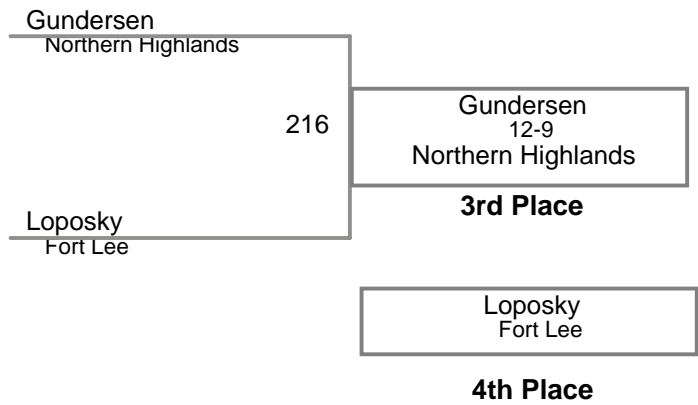 Gundersen
Northern Highlands
216
Gundersen
12-9
Northern Highlands
3rd Place
Loposky
Fort Lee
Loposky
Fort Lee
4th Place